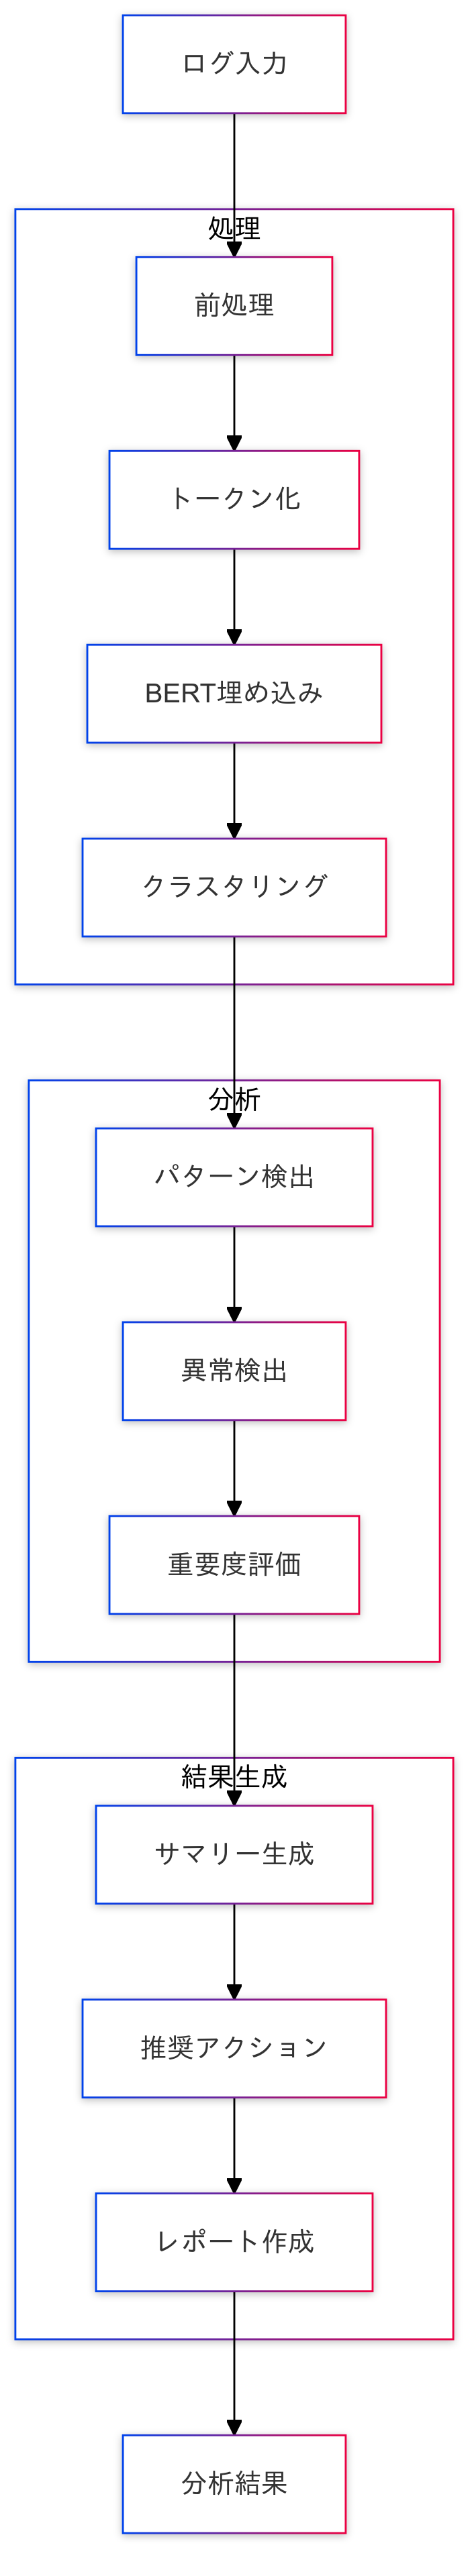 ログ入力
処理
前処理
トークン化
BERT埋め込み
クラスタリング
分析
パターン検出
異常検出
重要度評価
結果生成
サマリー生成
推奨アクション
レポート作成
分析結果